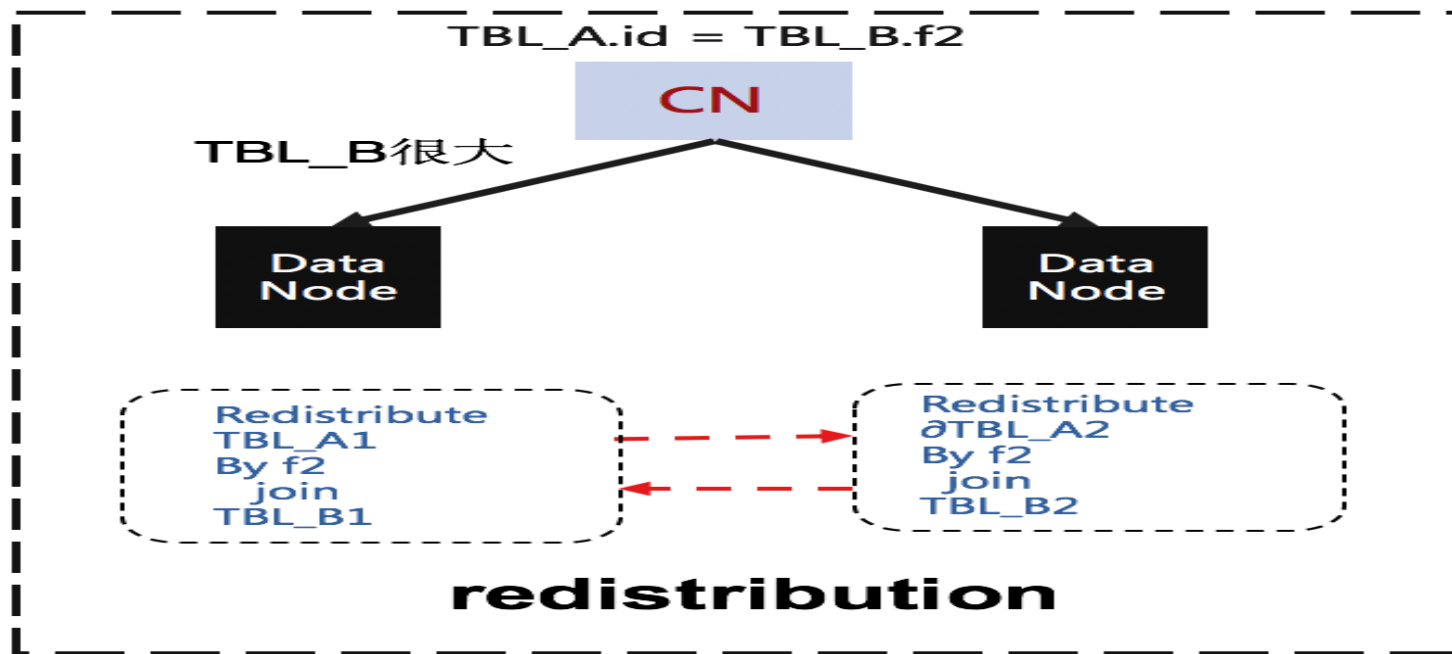 TBL_A.id = TBL_B.f2
CN
TBL_B很大
Data
Node
Data
Node
Redistribute
TBL_A1
By f2
join
TBL_B1
Redistribute
∂TBL_A2
By f2
join
TBL_B2
redistribution